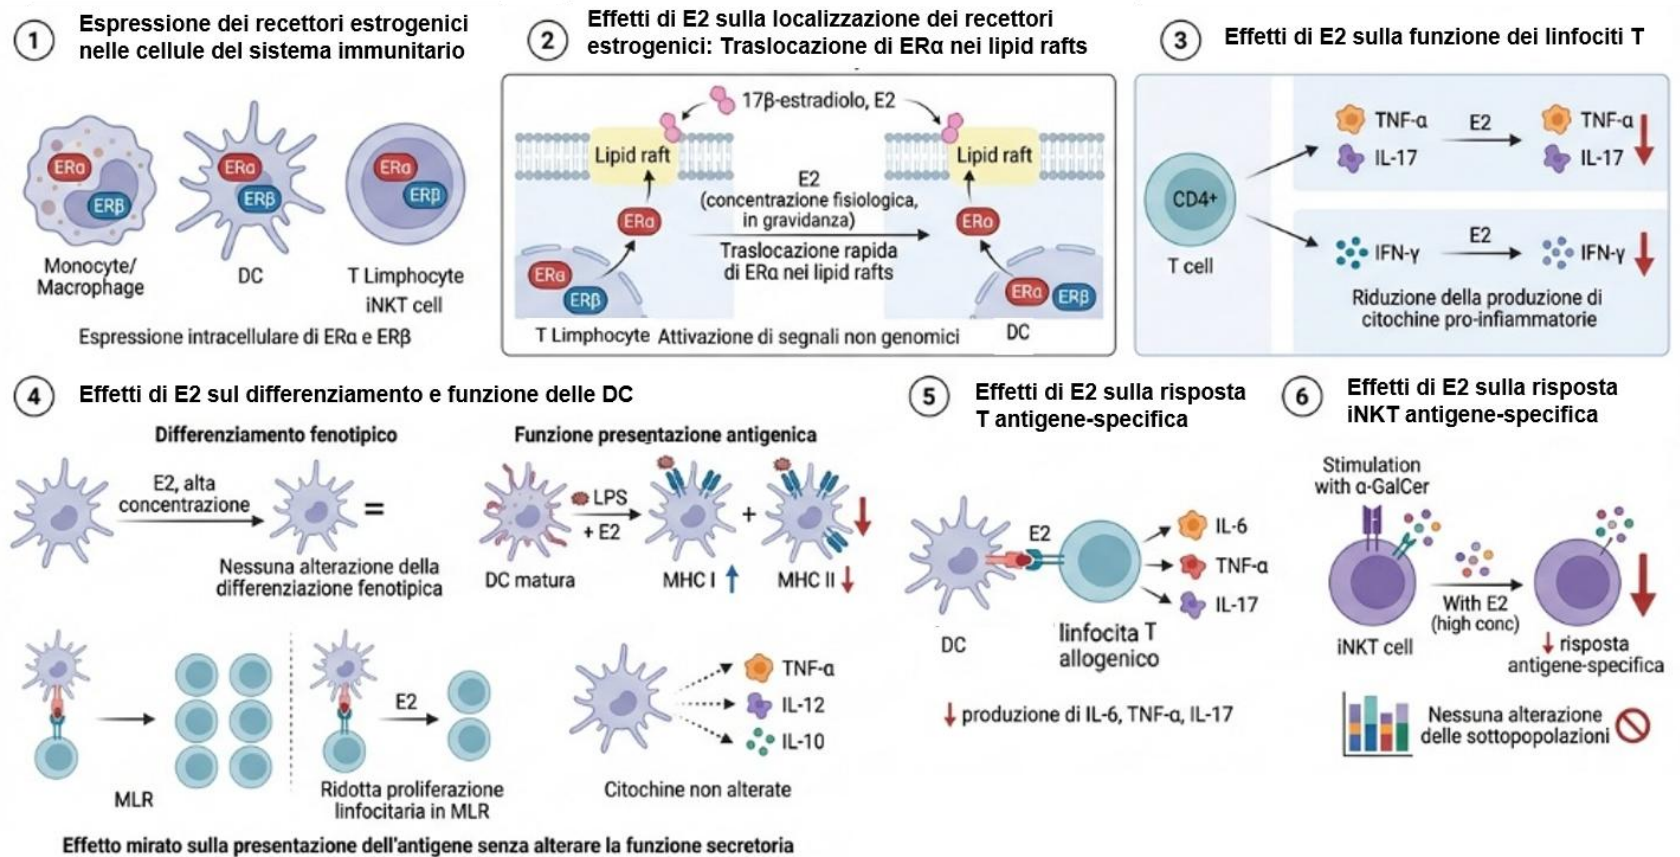 1
Espressione dei recettori estrogenici
nelle cellule del sistema immunitario
ERα
ERβ
ERα
ERβ
ERα
ERβ
Monocyte/
Macrophage
DC
T Limphocyte
iNKT cell
Espressione intracellulare di ERα e ERβ
2
Effetti di E2 sulla localizzazione dei recettori
estrogenici: Traslocazione di ERα nei lipid rafts
17β-estradiolo, E2
Lipid raft
Lipid raft
E2
(concentrazione fisiologica,
in gravidanza)
Traslocazione rapida
di ERα nei lipid rafts
ERα
ERα
ERα
ERβ
ERα
ERβ
T Limphocyte
Attivazione di segnali non genomici
DC
3
Effetti di E2 sulla funzione dei linfociti T
CD4+
T cell
TNF-α
IL-17
E2
TNF-α
IL-17
IFN-γ
E2
IFN-γ
Riduzione della produzione di
citochine pro-infiammatorie
4
Effetti di E2 sul differenziamento e funzione delle DC
Differenziamento fenotipico
E2, alta
concentrazione
=
Nessuna alterazione della
differenziazione fenotipica
Funzione presentazione antigenica
LPS
+ E2
+
DC matura
MHC I
MHC II
MLR
E2
Ridotta proliferazione
linfocitaria in MLR
TNF-α
IL-12
IL-10
Citochine non alterate
Effetto mirato sulla presentazione dell'antigene senza alterare la funzione secretoria
5
Effetti di E2 sulla risposta
T antigene-specifica
E2
IL-6
TNF-α
IL-17
DC
linfocita T
allogenico
↓ produzione di IL-6, TNF-α, IL-17
6
Effetti di E2 sulla risposta
iNKT antigene-specifica
Stimulation
with α-GalCer
With E2
(high conc)
iNKT cell
↓ risposta
antigene-specifica
Nessuna alterazione
delle sottopopolazioni